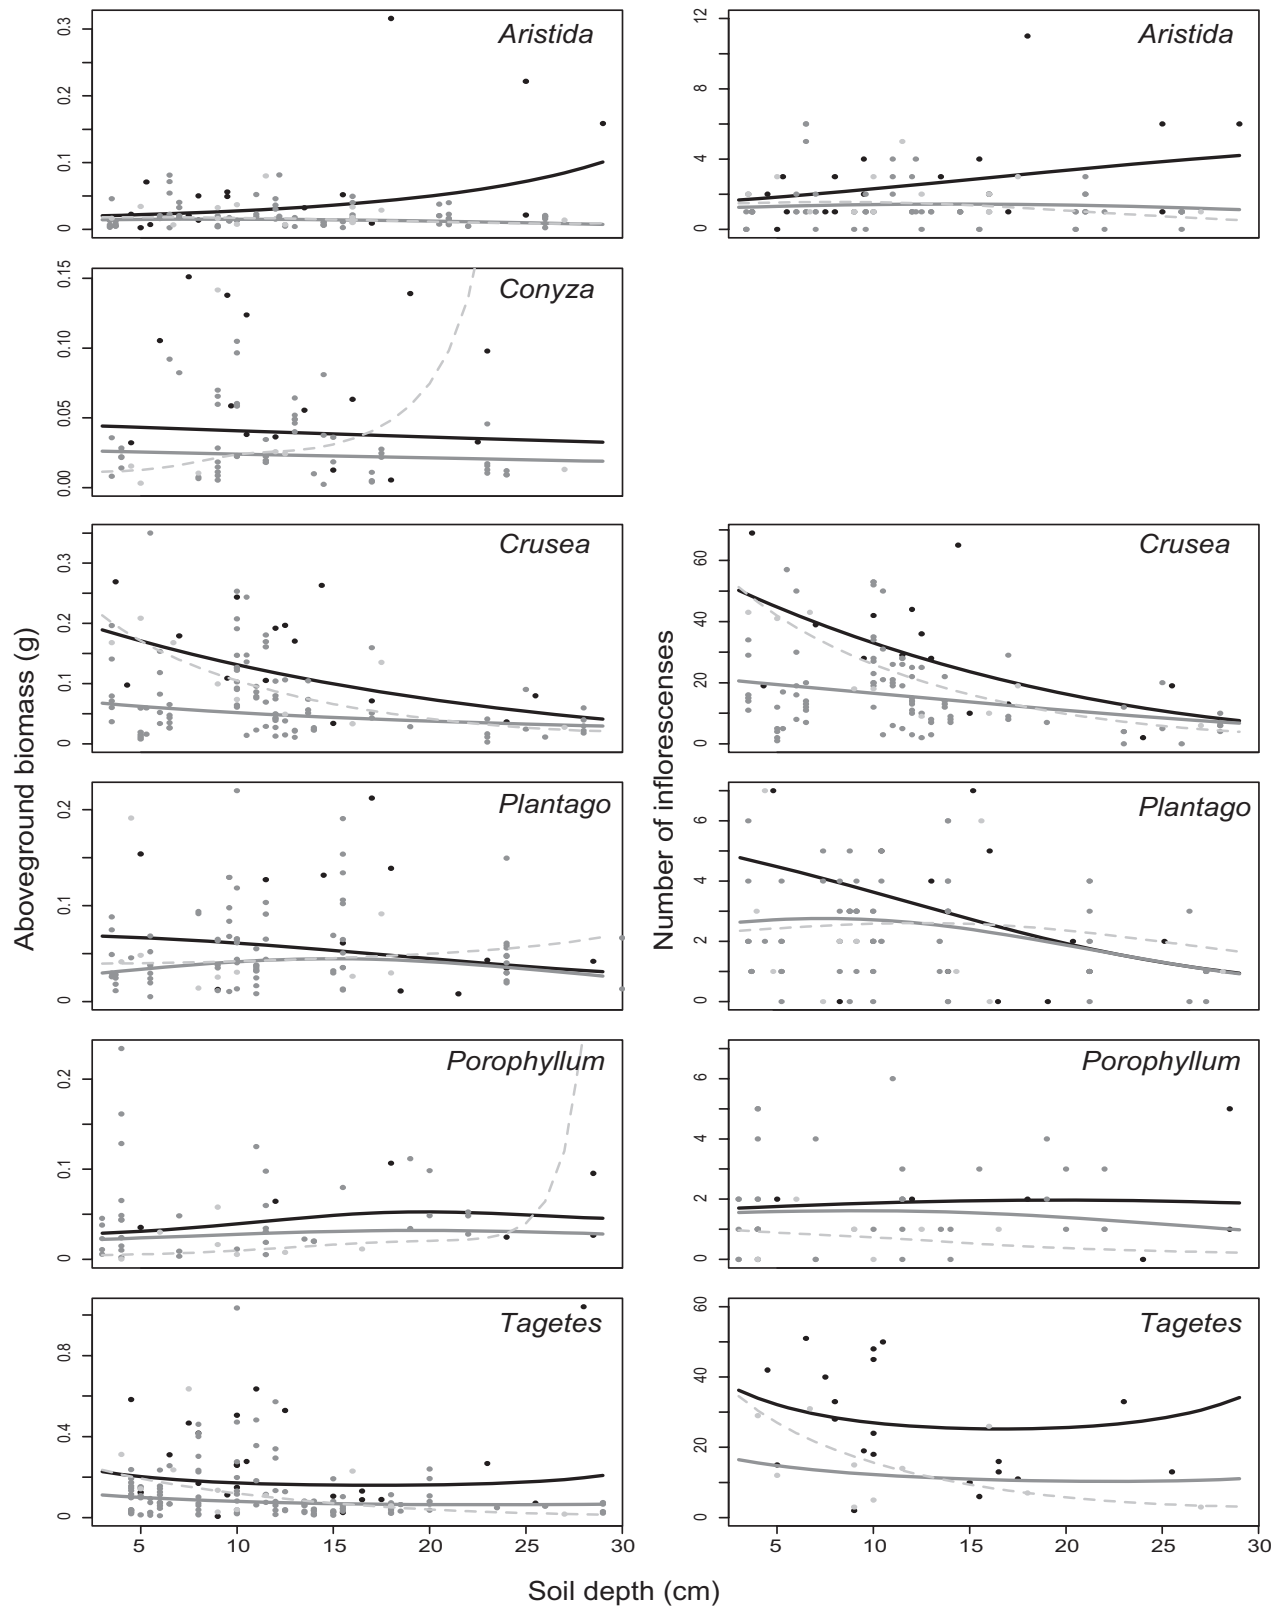 Aristida
0.3
0.2
0.1
0
Aristida
12
8
4
0
Conyza
0.15
0.10
0.05
0.00
Crusea
0.3
0.2
0.1
0
Crusea
60
40
20
0
Aboveground biomass (g)
Number of inflorescenses
Plantago
0.2
0.1
0
Plantago
6
4
2
0
Porophyllum
0.2
0.1
0
Porophyllum
6
4
2
0
Tagetes
0.8
0.4
0
5 10 15 20 25 30
Tagetes
60
40
20
0
5 10 15 20 25 30
Soil depth (cm)